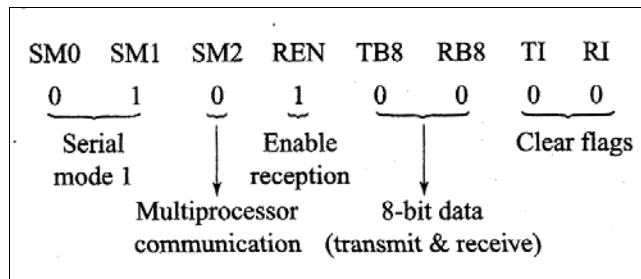 SM0 SM1 SM2 REN TB8 RB8 TI RI
0 1 0 1 0 0 0 0
Serial mode 1
Enable reception
Clear flags
Multiprocessor communication
8-bit data (transmit & receive)